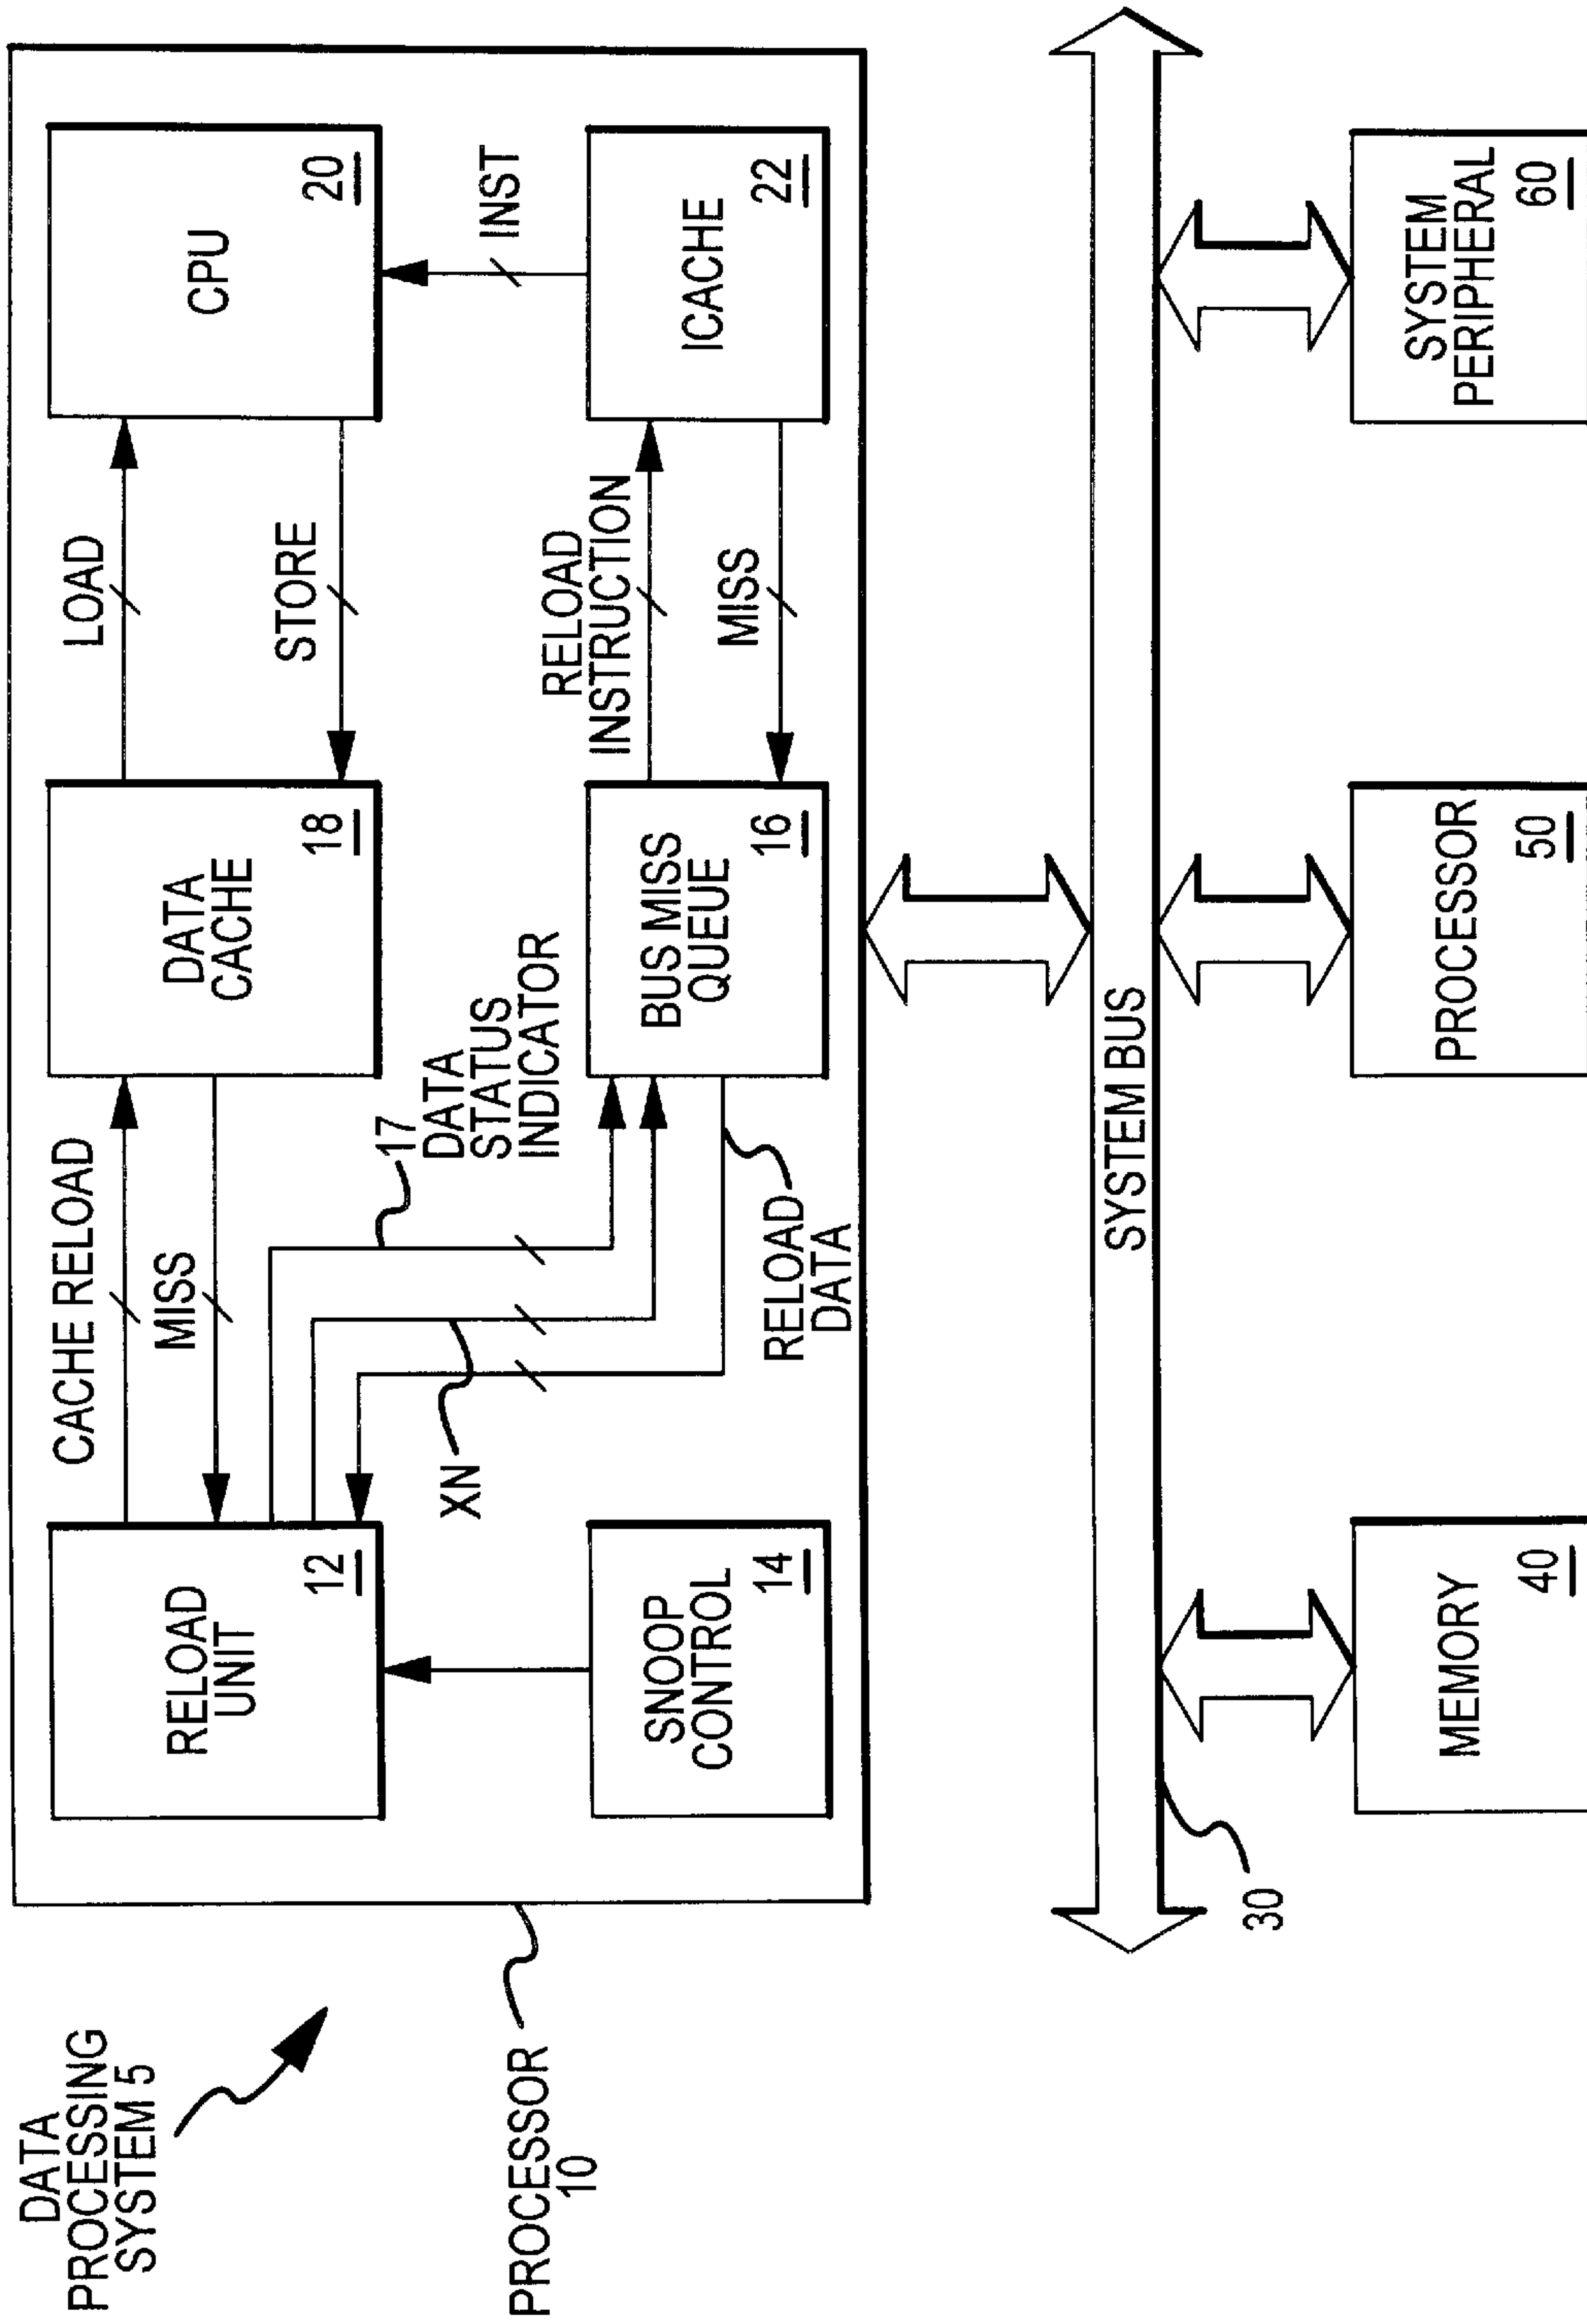 DATA
PROCESSING
SYSTEM 5
PROCESSOR
10
RELOAD
UNIT
12
CACHE RELOAD
MISS
DATA
CACHE
18
LOAD
STORE
CPU
20
17
DATA
STATUS
INDICATOR
XN
RELOAD
DATA
INST
SNOOP
CONTROL
14
BUS MISS
QUEUE
16
RELOAD
INSTRUCTION
MISS
ICACHE
22
SYSTEM BUS
30
MEMORY
40
PROCESSOR
50
SYSTEM
PERIPHERAL
60